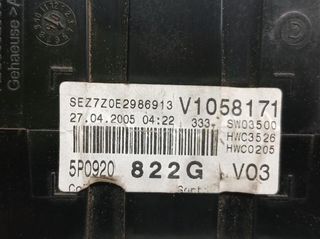 Gehaeuse >A
SEZ7Z0E2986913 V1058171
27.04.2005 04:22 333- SW03500
HWC3526
HWC0205
5P0920 822G V03